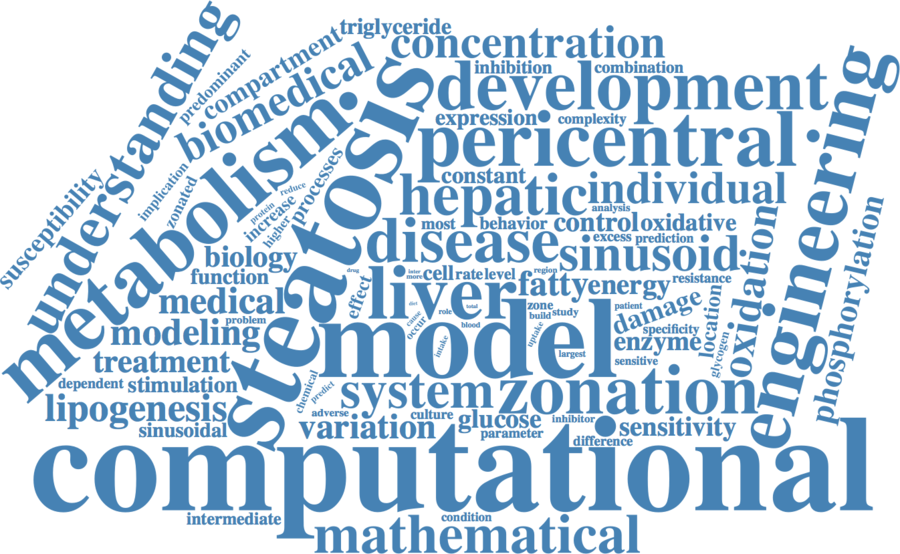 understanding
predominant
compartment
triglyceride
concentration
biomedical
inhibition
combination
development
expression
complexity
pericentral
engineering
metabolism.
steatosis
susceptibility
implication
zonated
protein
reduce
increase
higher
processes
constant
hepatic
individual
analysis
most
behavior
control
oxidative
disease
excess
prediction
sinusoid
biology
function
drug
effect
liver
inter
more
cell
rate
level
region
fatty
energy
resistance
oxidation
phosphorylation
medical
problem
modeling
diet
cause
occur
role
total
blood
intake
uptake
zone
build
study
patient
damage
specificity
location
glycogen
model
largest
enzyme
sensitive
treatment
dependent
stimulation
chemical
predict
system
zonation
lipogenesis
sinusoidal
adverse
variation
culture
glucose
parameter
inhibitor
difference
sensitivity
computational
intermediate
condition
mathematical